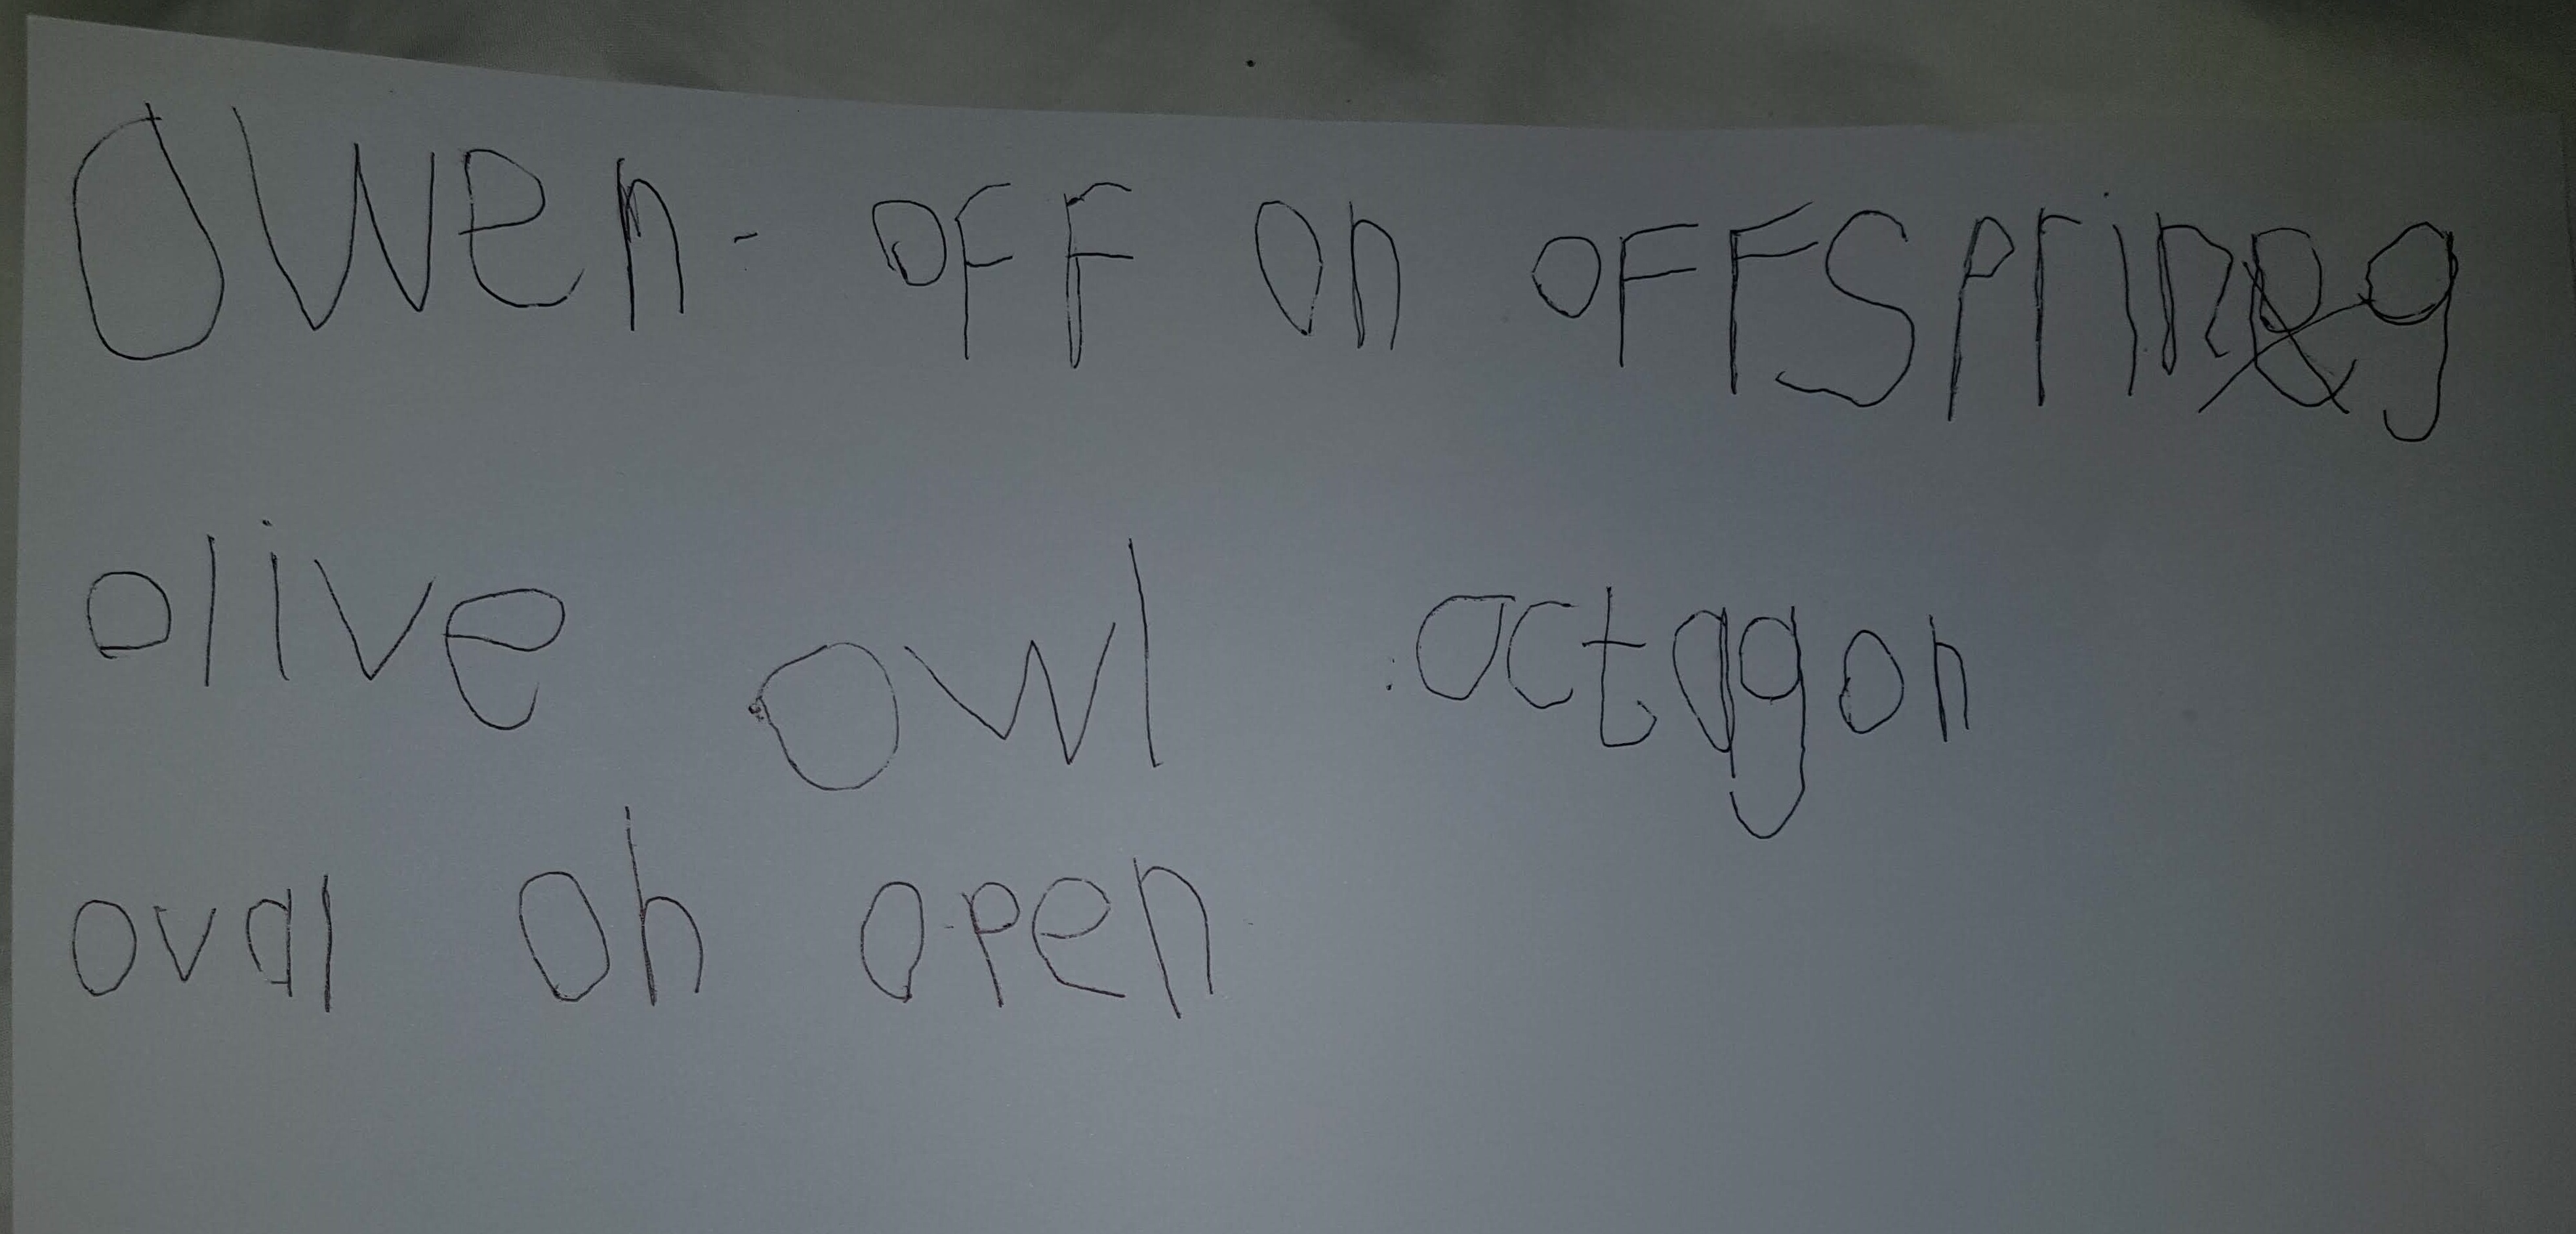 Owen- oFF on oFFSpring
olive owl octagon
oval oh open